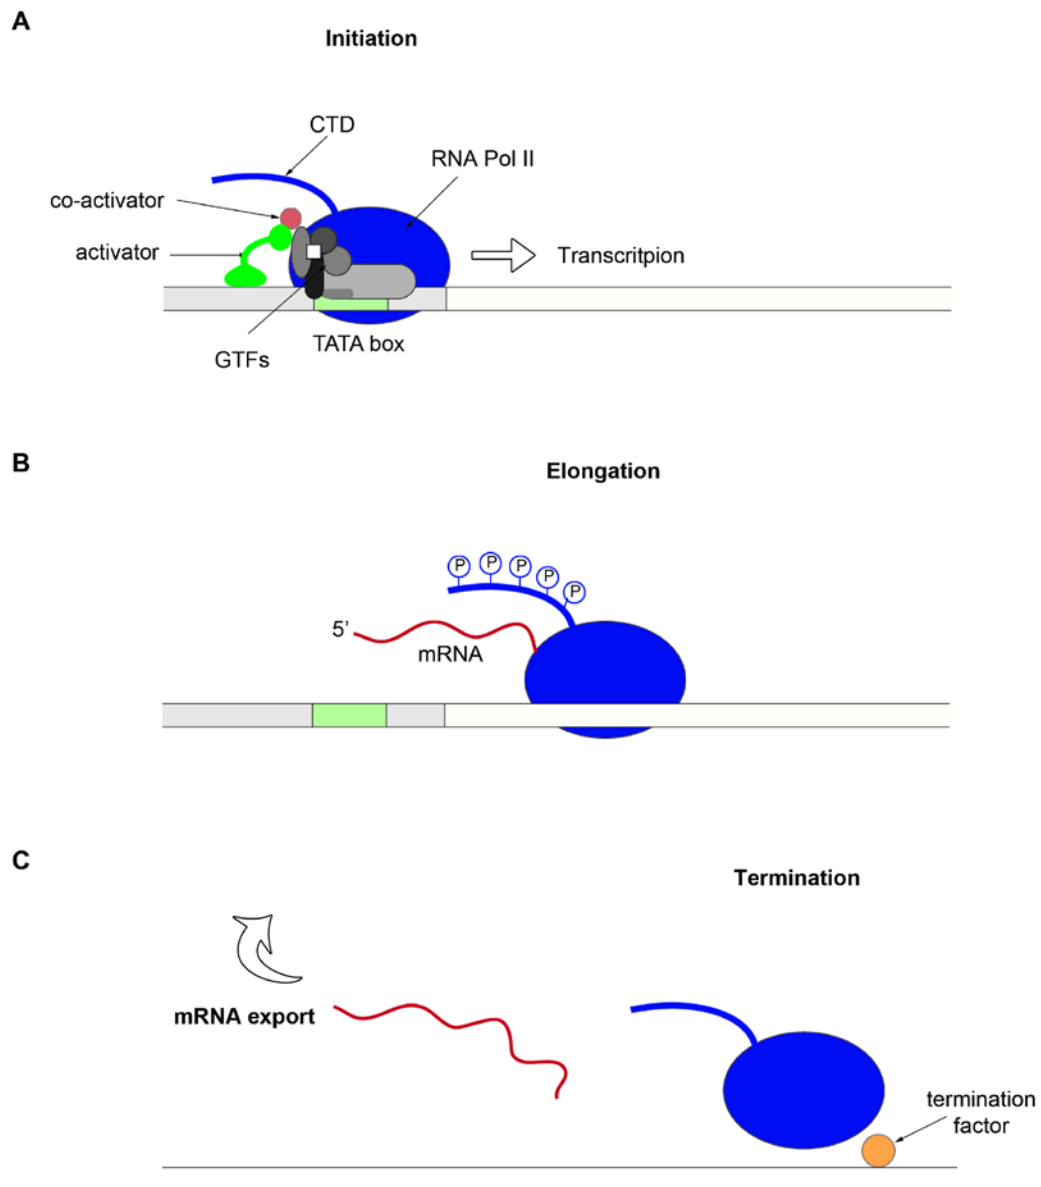 A
Initiation
CTD
RNA Pol II
co-activator
activator
Transcritpion
TATA box
GTFs
B
Elongation
P P P P P
5’
mRNA
C
Termination
mRNA export
termination
factor